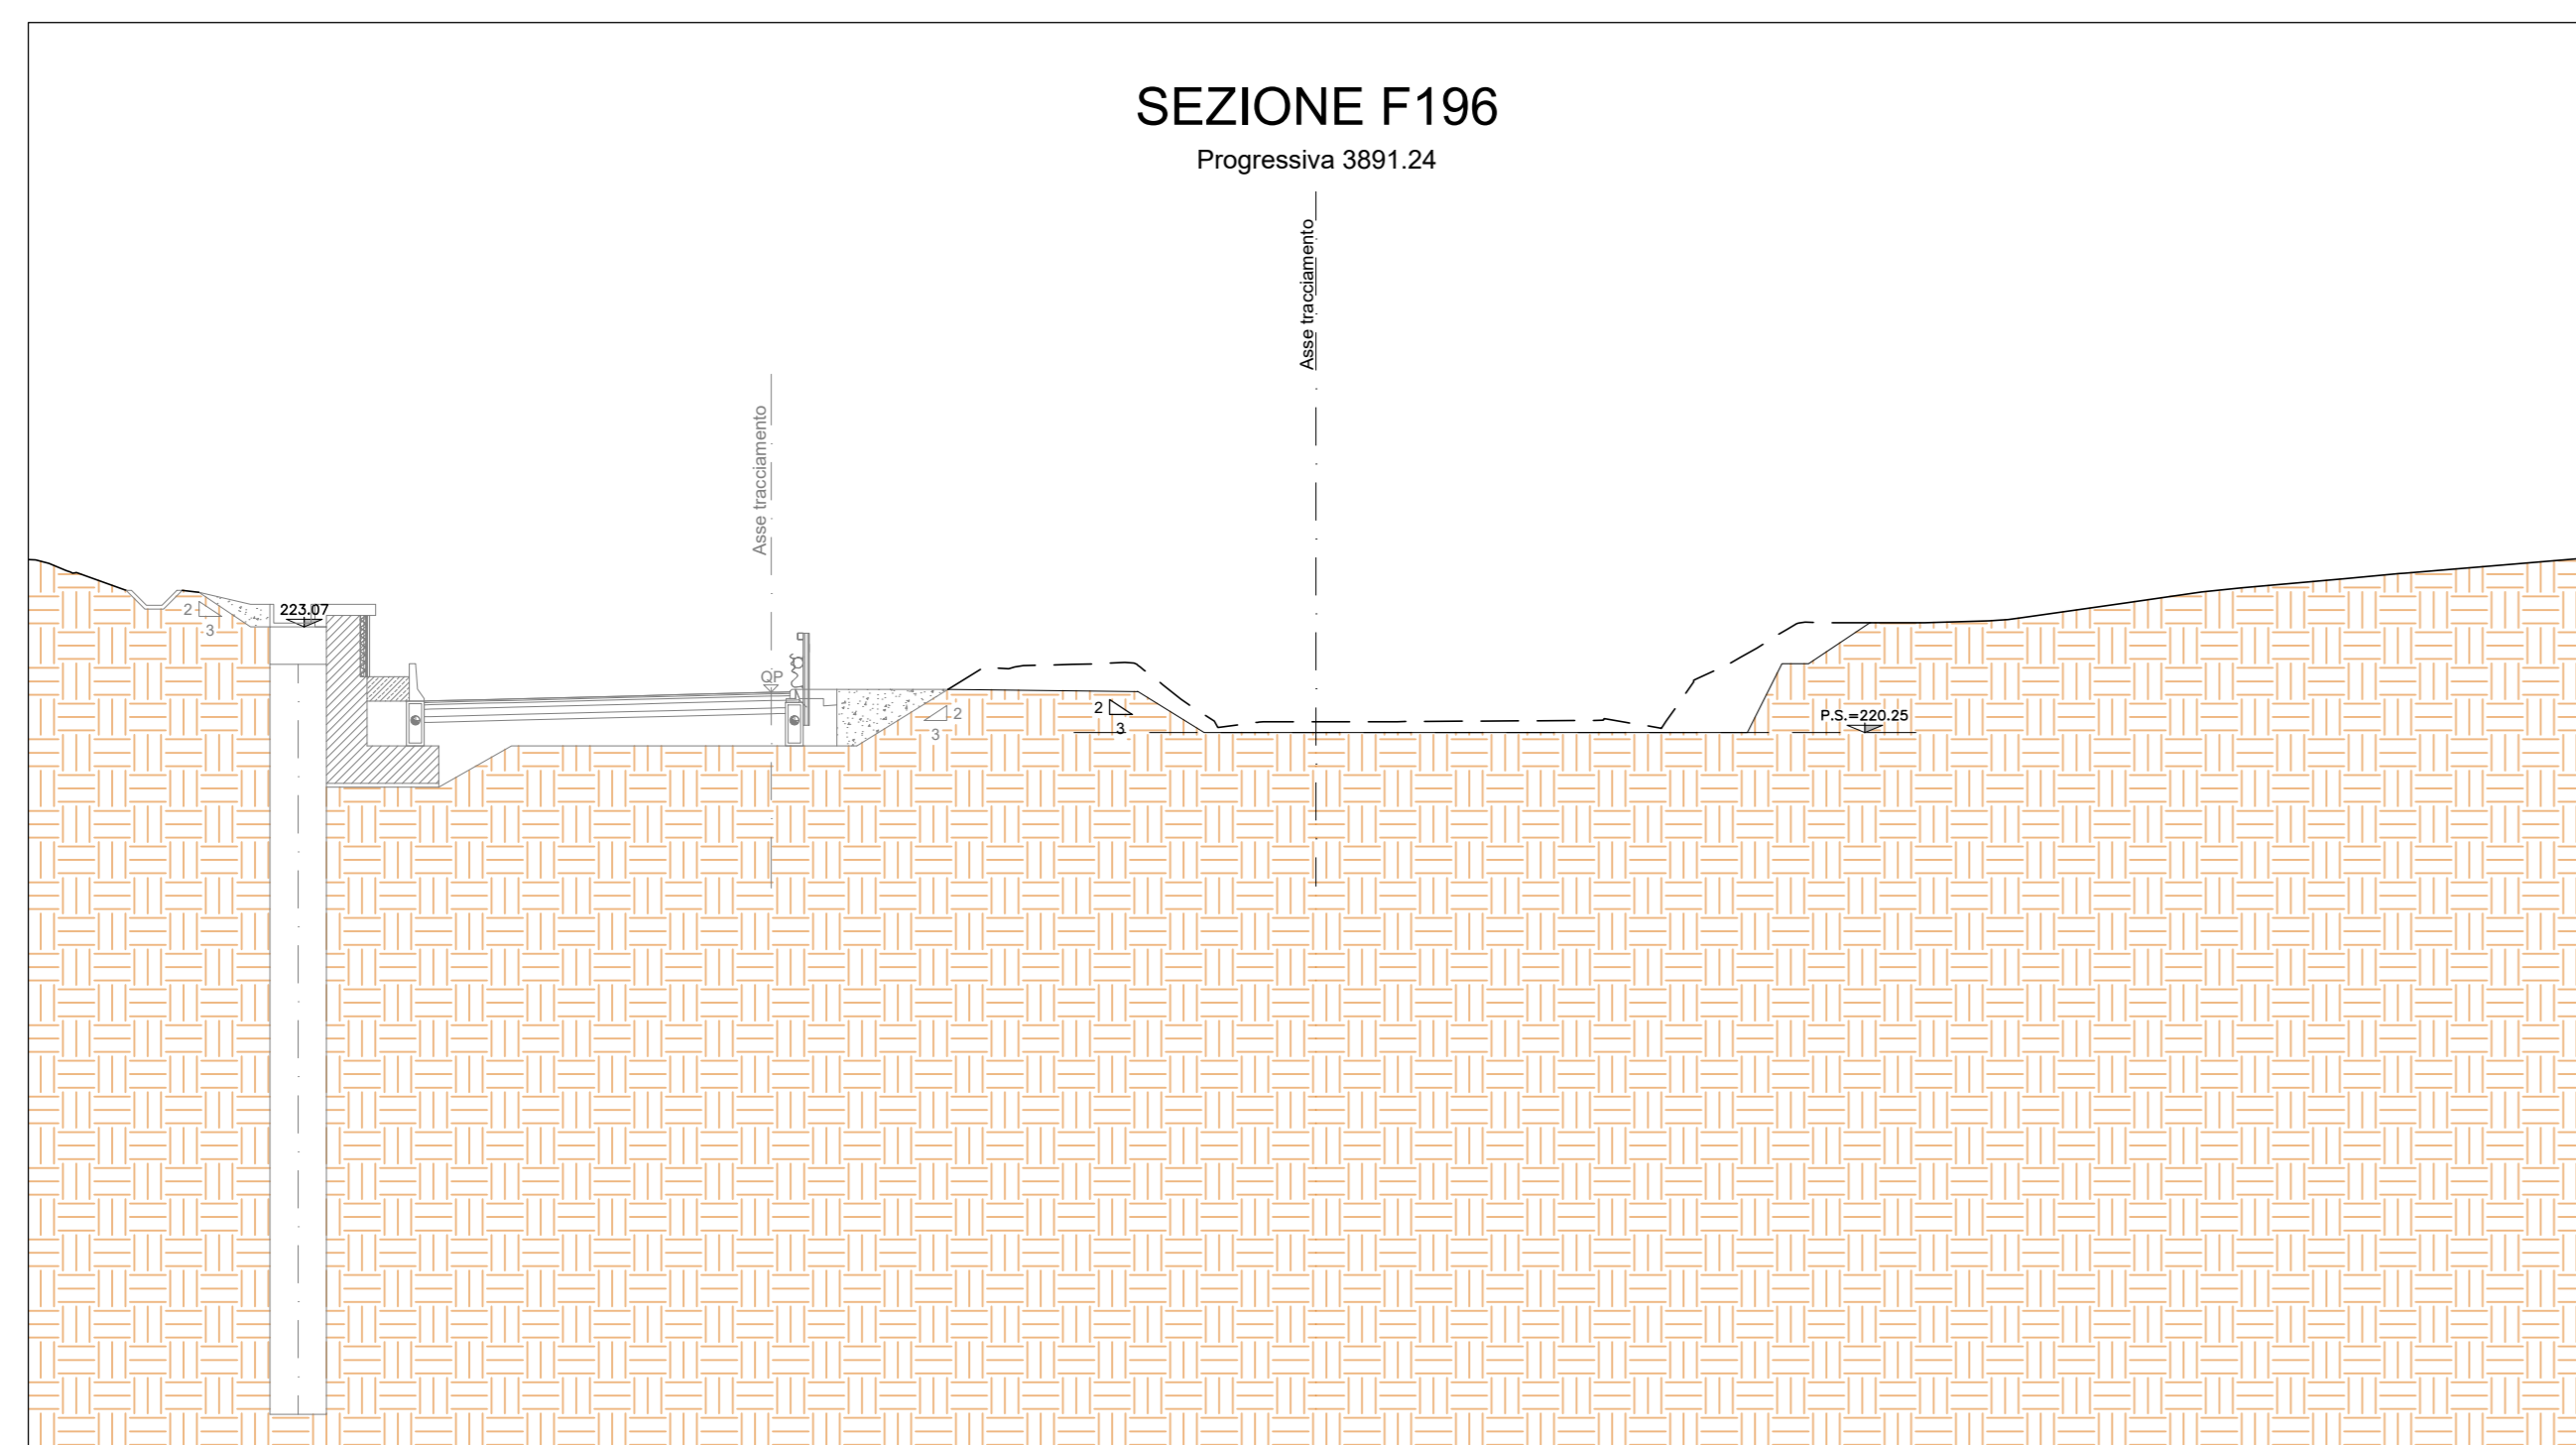 SEZIONE F196
Progressiva 3891.24
Asse tracciamento
Asse tracciamento
2
3
223.07
QP
2
3
2
3
P.S.=220.25